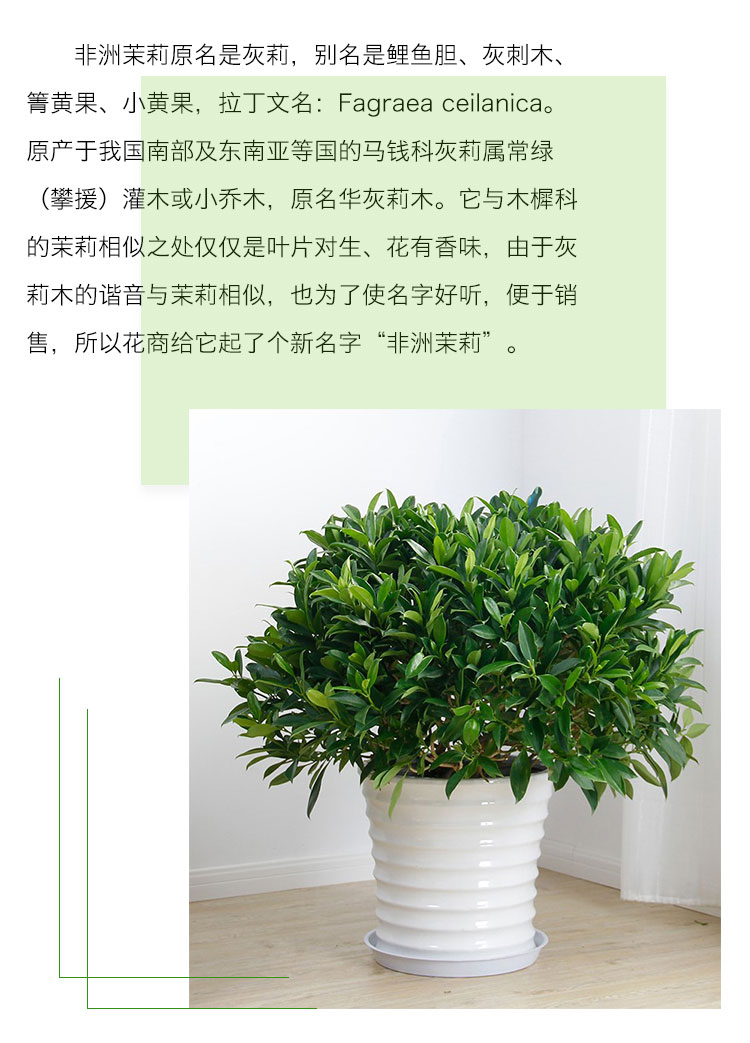 非洲茉莉原名是灰莉，别名是鲤鱼胆、灰刺木、
箐黄果、小黄果，拉丁文名：Fagraea ceilanica。
原产于我国南部及东南亚等国的马钱科灰莉属常绿
（攀援）灌木或小乔木，原名华灰莉木。它与木樨科
的茉莉相似之处仅仅是叶片对生、花有香味，由于灰
莉木的谐音与茉莉相似，也为了使名字好听，便于销
售，所以花商给它起了个新名字“非洲茉莉”。